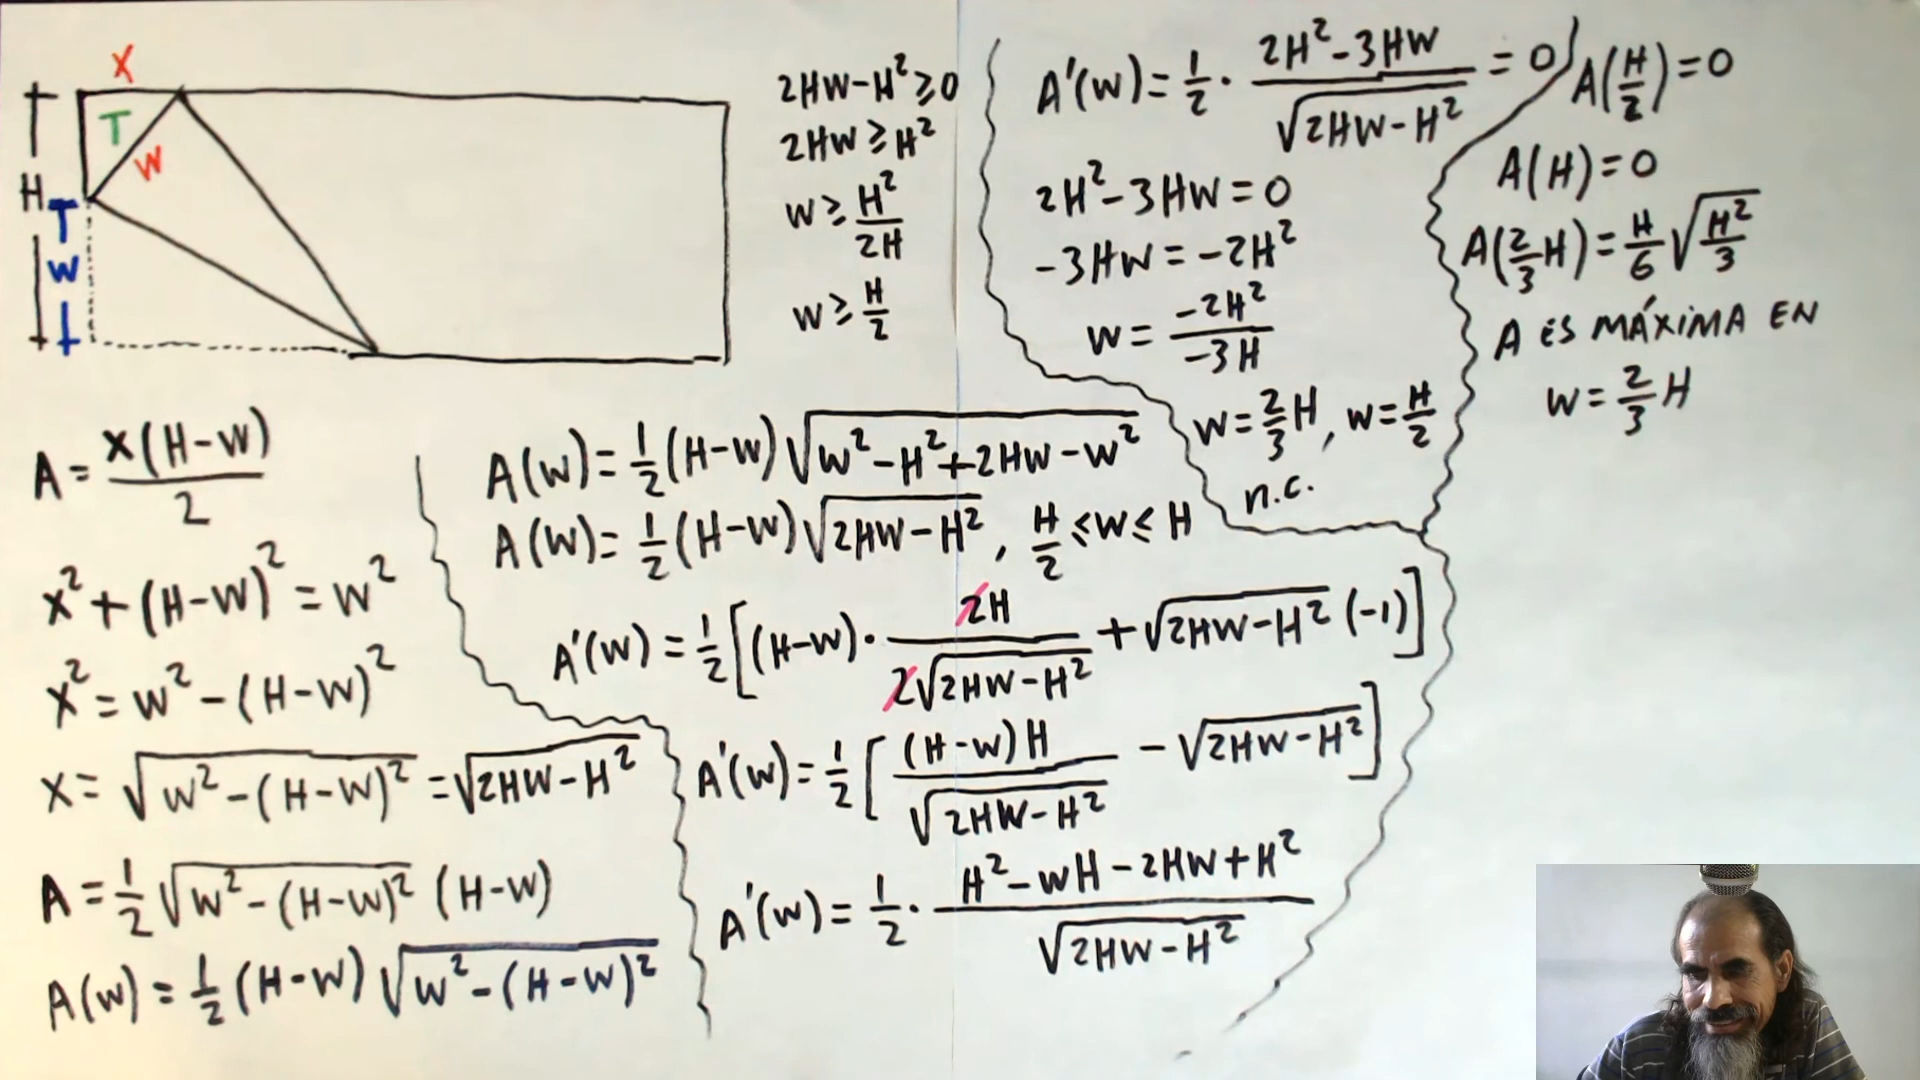 X
T
W
H
W
A = x(H-W)/2
x² + (H-W)² = W²
x² = W² - (H-W)²
x = √(W² - (H-W)²) = √(2HW - H²)
A = 1/2 √(W² - (H-W)²) (H-W)
A(W) = 1/2 (H-W) √(W² - (H-W)²)
2HW - H² ≥ 0
2HW ≥ H²
W ≥ H²/2H
W ≥ H/2
A(W) = 1/2 (H-W) √(W² - H² + 2HW - W²)
A(W) = 1/2 (H-W) √(2HW - H²) , H/2 ≤ W ≤ H
A'(W) = 1/2 [(H-W) · 2H/(2√(2HW - H²)) + √(2HW - H²) (-1)]
A'(W) = 1/2 [(H-W)H/√(2HW - H²) - √(2HW - H²)]
A'(W) = 1/2 · (H² - WH - 2HW + H²)/√(2HW - H²)
A'(W) = 1/2 · (2H² - 3HW)/√(2HW - H²) = 0
2H² - 3HW = 0
-3HW = -2H²
W = -2H²/-3H
W = 2/3 H , W = H/2
n.c.
A(H/2) = 0
A(H) = 0
A(2/3 H) = H/6 √(H²/3)
A ES MÁXIMA EN
W = 2/3 H